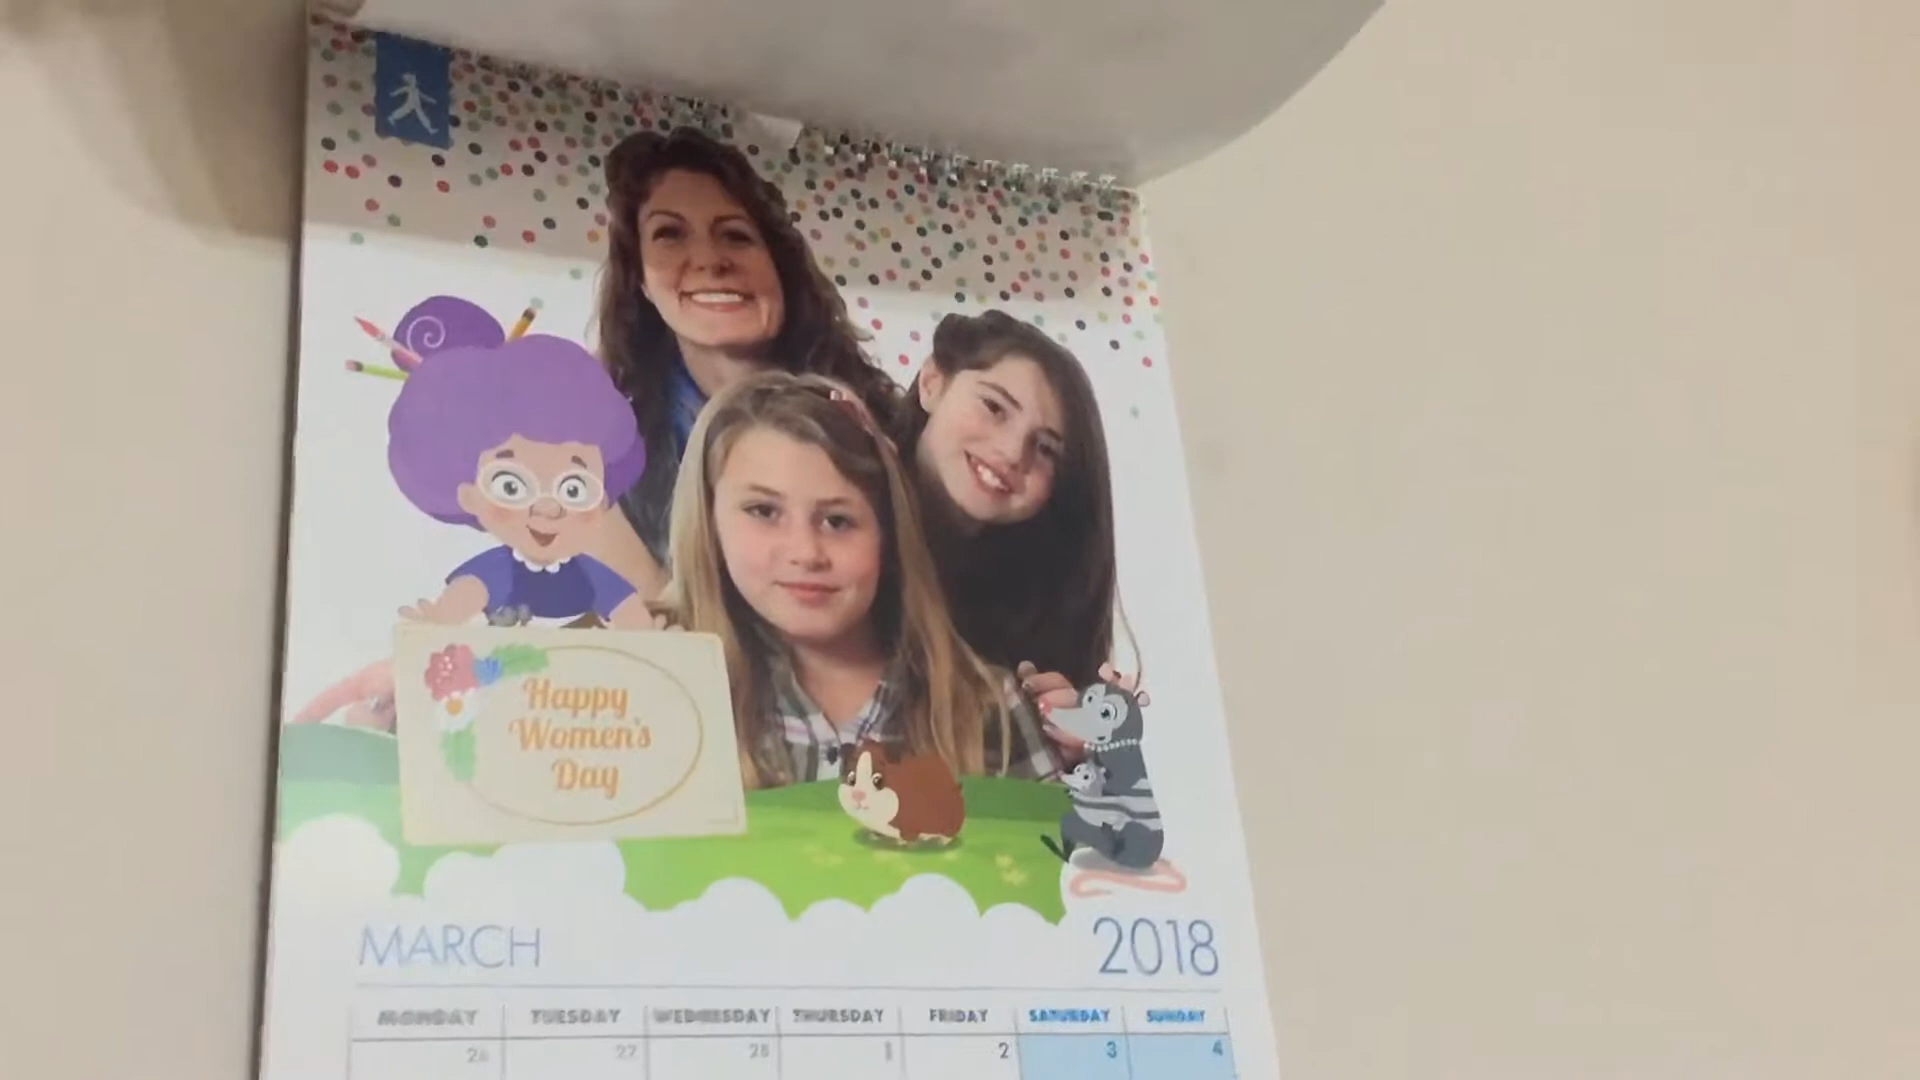 Happy
Women's
Day
MARCH 2018
MONDAY TUESDAY WEDNESDAY THURSDAY FRIDAY SATURDAY SUNDAY
26 27 28 1 2 3 4